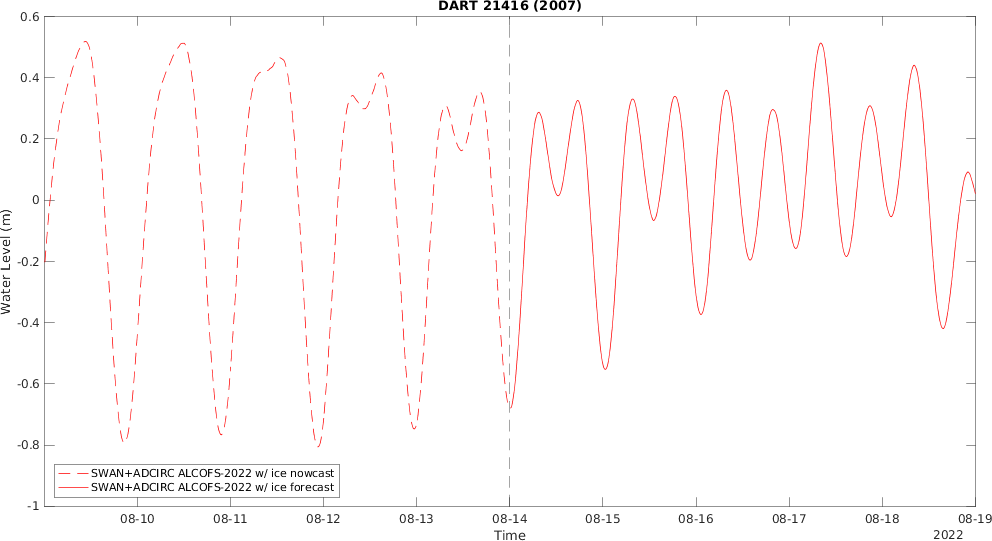 DART 21416 (2007)
0.6
0.4
0.2
0
-0.2
-0.4
-0.6
-0.8
-1
Water Level (m)
SWAN+ADCIRC ALCOFS-2022 w/ ice nowcast
SWAN+ADCIRC ALCOFS-2022 w/ ice forecast
08-10 08-11 08-12 08-13 08-14 08-15 08-16 08-17 08-18 08-19
Time
2022